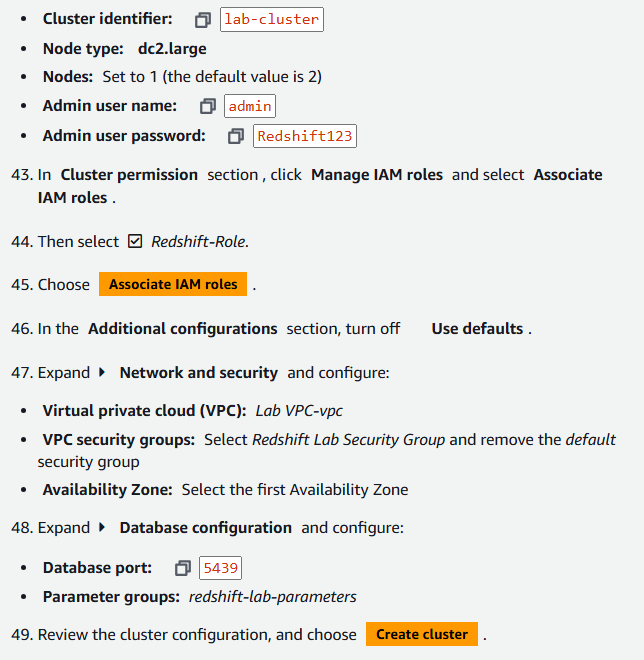 • Cluster identifier: lab-cluster
• Node type: dc2.large
• Nodes: Set to 1 (the default value is 2)
• Admin user name: admin
• Admin user password: Redshift123
43. In Cluster permission section , click Manage IAM roles and select Associate
IAM roles .
44. Then select ☑ Redshift-Role.
45. Choose Associate IAM roles .
46. In the Additional configurations section, turn off Use defaults .
47. Expand Network and security and configure:
• Virtual private cloud (VPC): Lab VPC-vpc
• VPC security groups: Select Redshift Lab Security Group and remove the default
security group
• Availability Zone: Select the first Availability Zone
48. Expand Database configuration and configure:
• Database port: 5439
• Parameter groups: redshift-lab-parameters
49. Review the cluster configuration, and choose Create cluster .